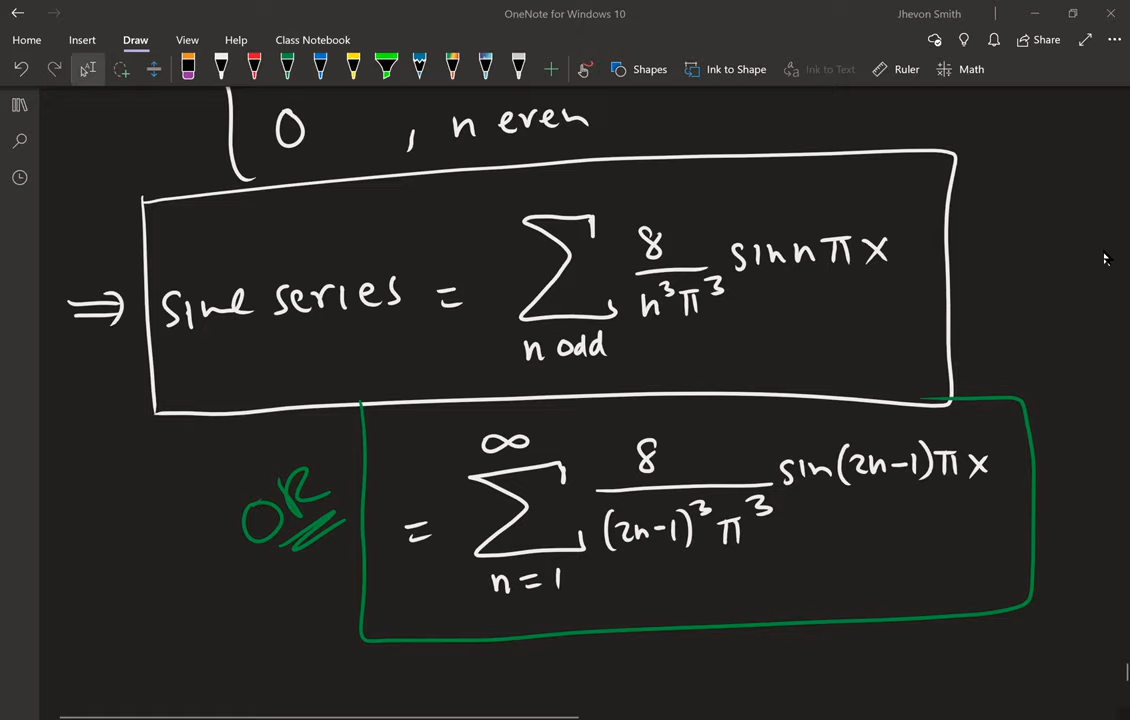 OneNote for Windows 10
Jhevon Smith
Home Insert Draw View Help Class Notebook
Share
Shapes Ink to Shape Ink to Text Ruler Math
0 , n even
⇒ Sine series = ∑ 8/(n³π³) sin nπx
n odd
OR
= ∑ 8/((2n-1)³π³) sin(2n-1)πx
∞
n = 1